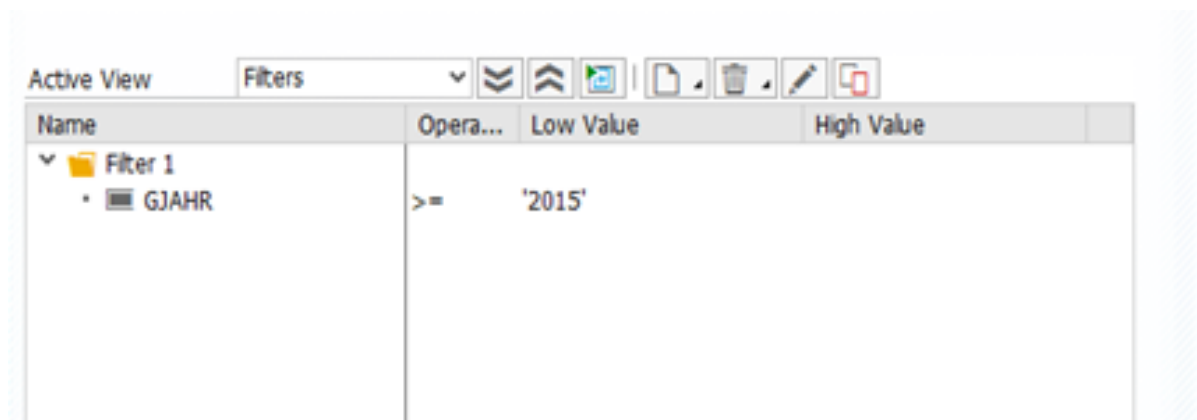 Active View Filters
Name Opera... Low Value High Value
Filter 1
GJAHR >= '2015'